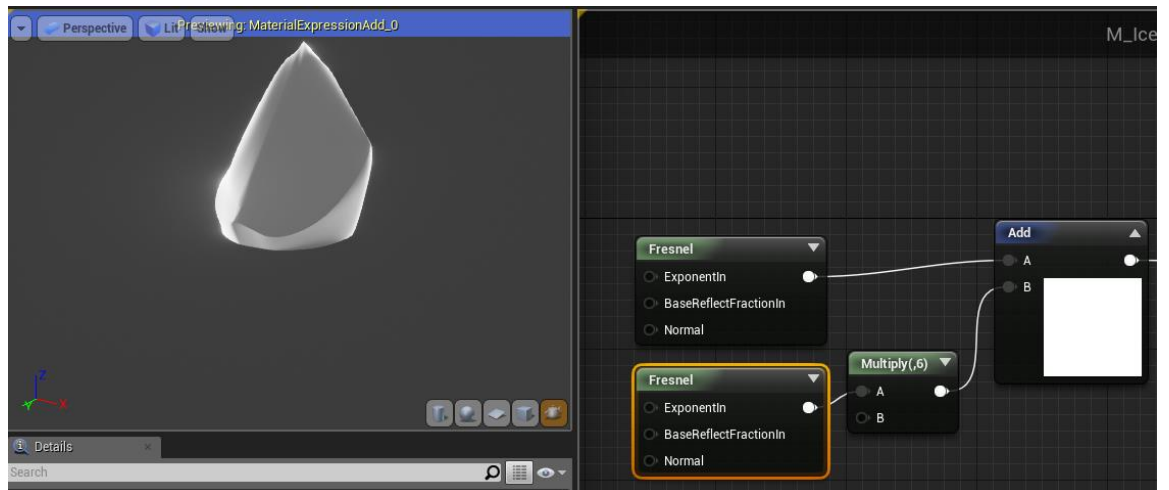 Perspective
Lit
Show
Previewing: MaterialExpressionAdd_0
M_Ice
Z
X
Details
Search
Fresnel
ExponentIn
BaseReflectFractionIn
Normal
Fresnel
ExponentIn
BaseReflectFractionIn
Normal
Multiply(,6)
A
B
Add
A
B